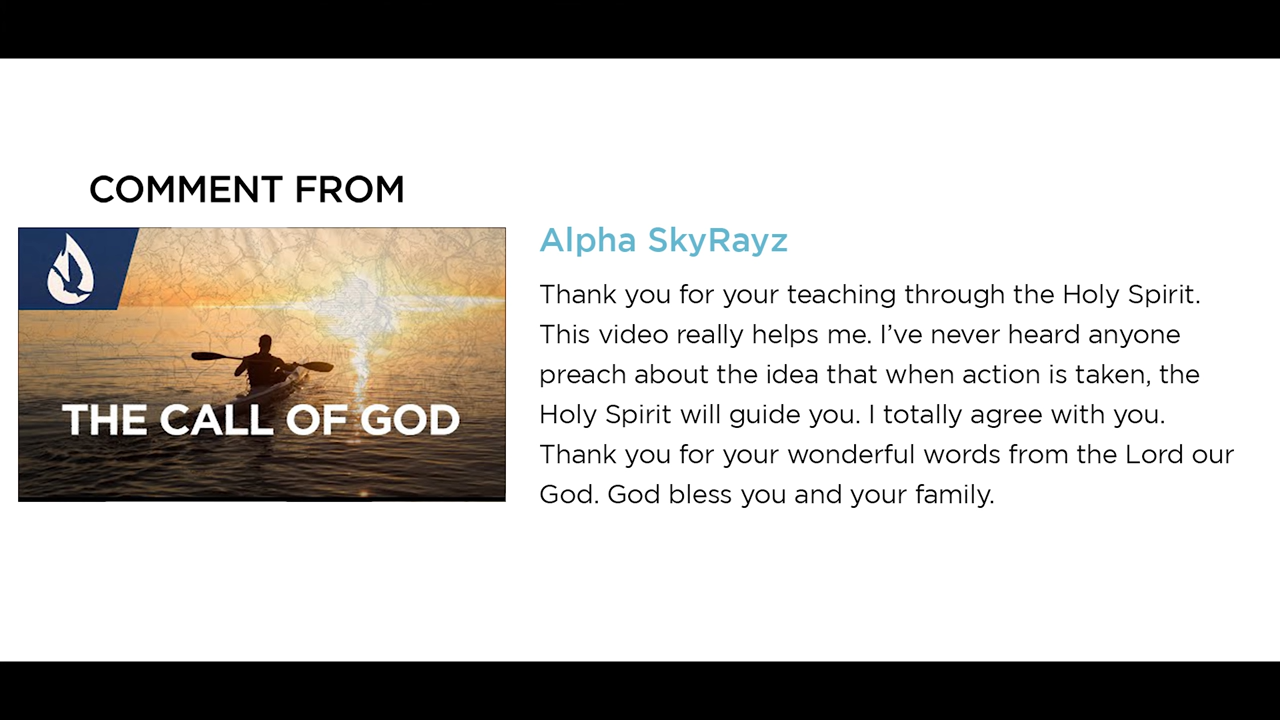 COMMENT FROM
THE CALL OF GOD
Alpha SkyRayz
Thank you for your teaching through the Holy Spirit.
This video really helps me. I’ve never heard anyone
preach about the idea that when action is taken, the
Holy Spirit will guide you. I totally agree with you.
Thank you for your wonderful words from the Lord our
God. God bless you and your family.